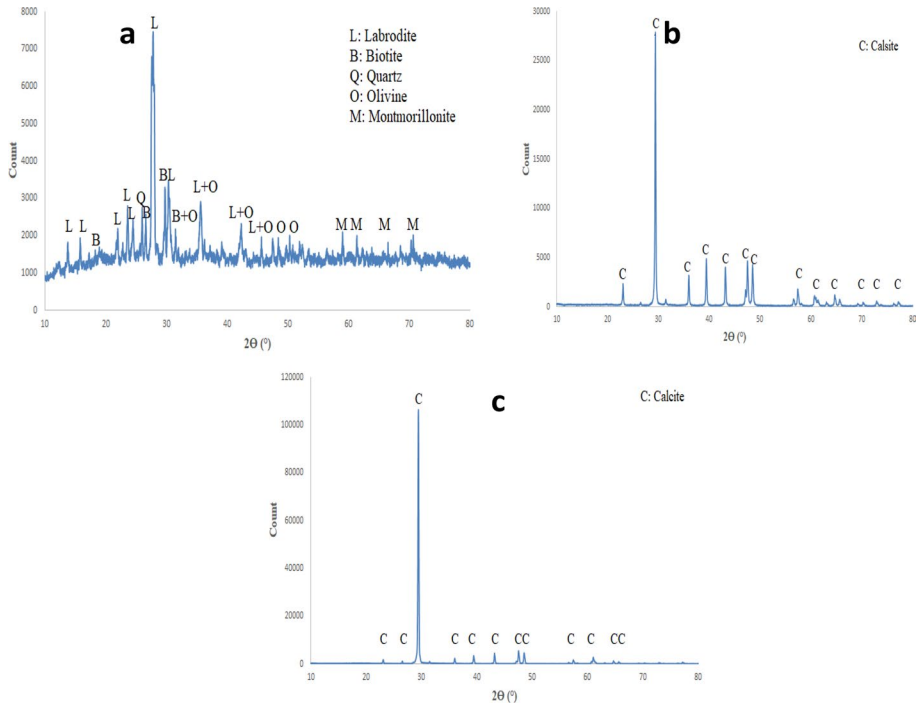 a
L: Labrodite
B: Biotite
Q: Quartz
O: Olivine
M: Montmorillonite
8000
7000
6000
5000
4000
3000
2000
1000
0
Count
L L B L L L Q B L B L B+O L+O L+O L+O O O M M M M
10 20 30 40 50 60 70 80
2Θ (⁰)
b
C: Calsite
30000
25000
20000
15000
10000
5000
0
Count
C C C C C C C C C C C C C
10 20 30 40 50 60 70 80
2Θ (⁰)
c
C: Calcite
120000
100000
80000
60000
40000
20000
0
Count
C C C C C C C C C C C C
10 20 30 40 50 60 70 80
2Θ (⁰)